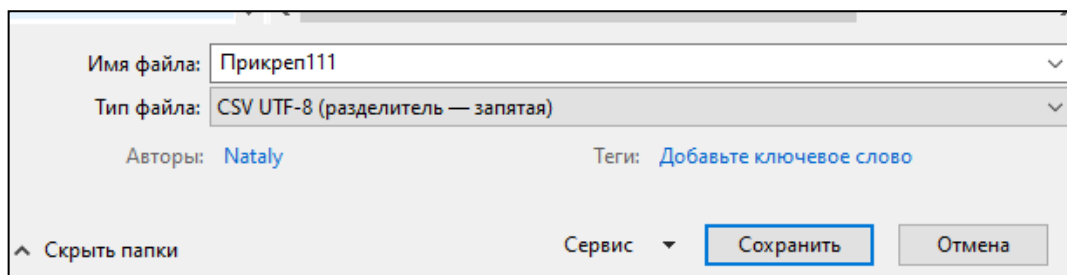 Имя файла: Прикреп111
Тип файла: CSV UTF-8 (разделитель — запятая)
Авторы: Nataly Теги: Добавьте ключевое слово
Скрыть папки Сервис Сохранить Отмена